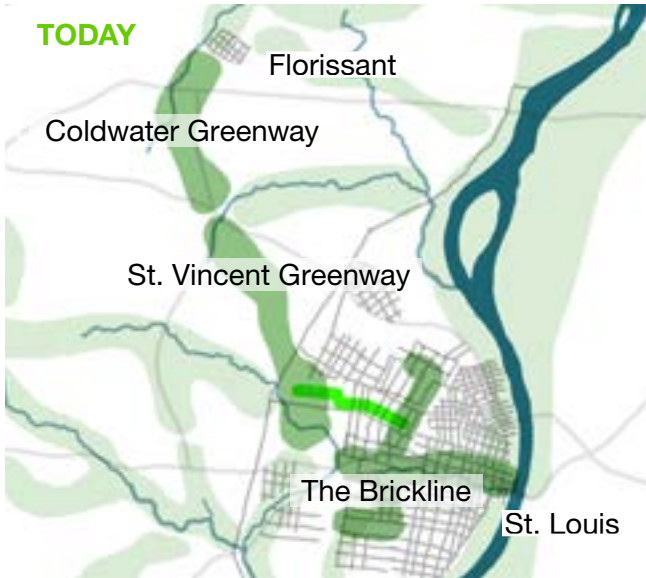 TODAY
Florissant
Coldwater Greenway
St. Vincent Greenway
The Brickline
St. Louis